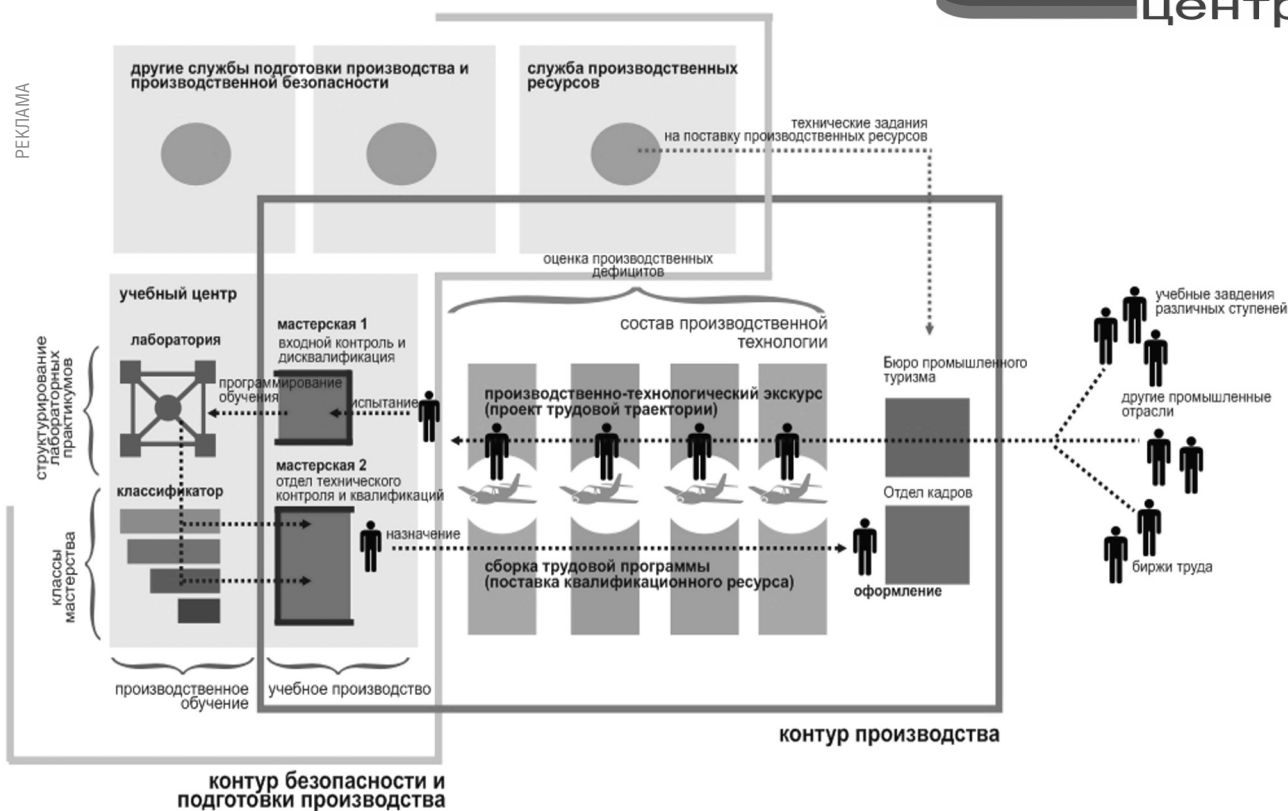 центр
РЕКЛАМА
другие службы подготовки производства и
производственной безопасности
служба производственных
ресурсов
технические задания
на поставку производственных ресурсов
оценка производственных
дефицитов
учебный центр
лаборатория
мастерская 1
входной контроль и
дисквалификация
состав производственной
технологии
учебные завдения
различных ступеней
структурирование
лабораторных
практикумов
программирование
обучения
испытание
производственно-технологический экскурс
(проект трудовой траектории)
Бюро промышленного
туризма
другие промышленные
отрасли
мастерская 2
отдел технического
контроля и квалификаций
классификатор
Отдел кадров
классы
мастерства
назначение
сборка трудовой программы
(поставка квалификационного ресурса)
оформление
биржи труда
производственное
обучение
учебное производство
контур производства
контур безопасности и
подготовки производства